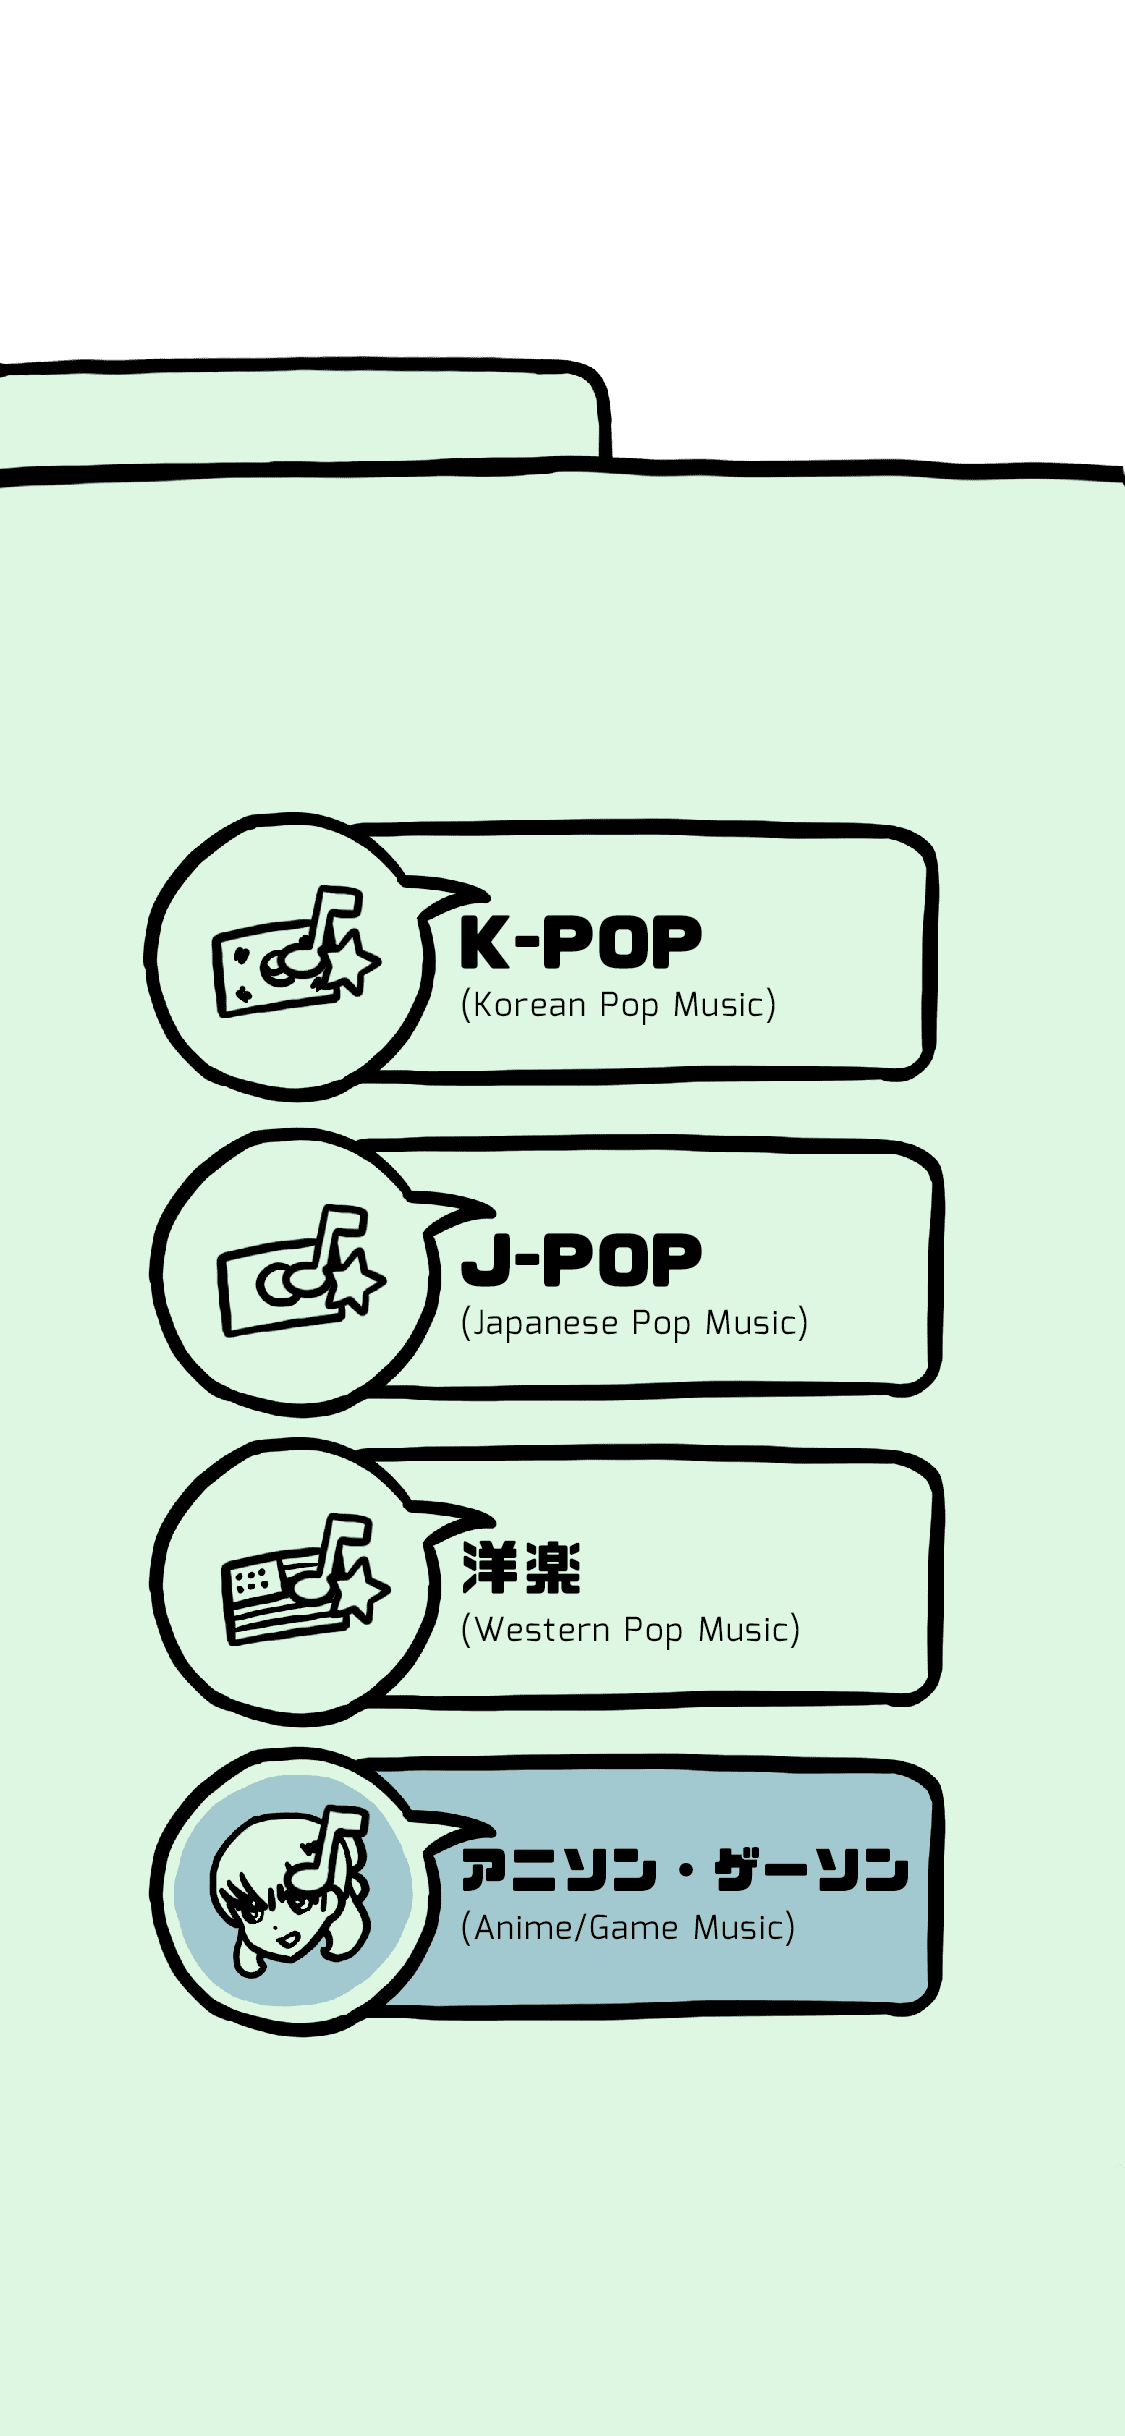 K-POP
(Korean Pop Music)
J-POP
(Japanese Pop Music)
洋楽
(Western Pop Music)
アニソン・ゲーソン
(Anime/Game Music)